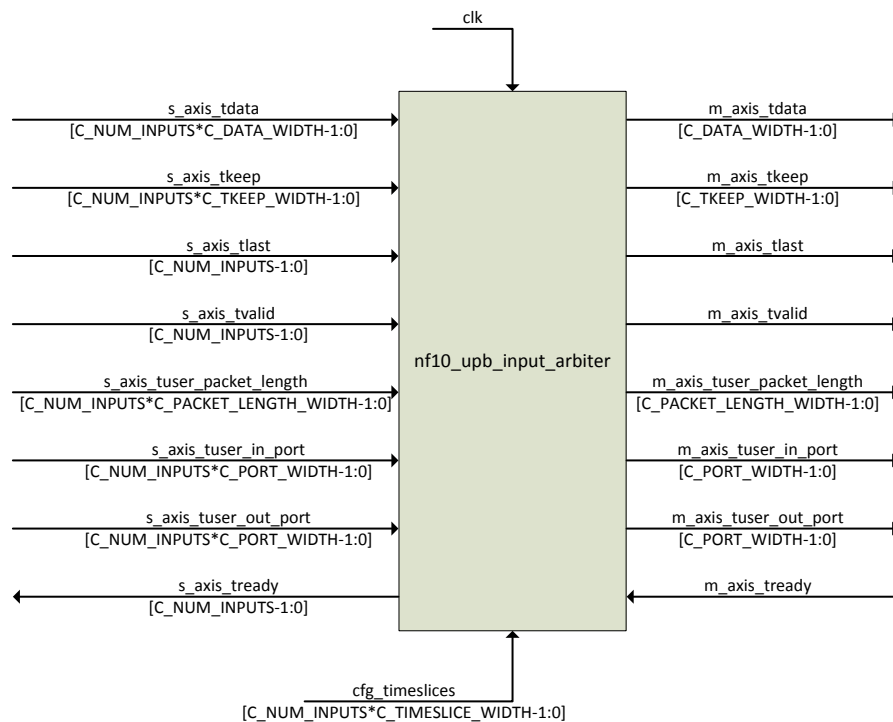 clk
s_axis_tdata
[C_NUM_INPUTS*C_DATA_WIDTH-1:0]
m_axis_tdata
[C_DATA_WIDTH-1:0]
s_axis_tkeep
[C_NUM_INPUTS*C_TKEEP_WIDTH-1:0]
m_axis_tkeep
[C_TKEEP_WIDTH-1:0]
s_axis_tlast
[C_NUM_INPUTS-1:0]
m_axis_tlast
s_axis_tvalid
[C_NUM_INPUTS-1:0]
m_axis_tvalid
nf10_upb_input_arbiter
s_axis_tuser_packet_length
[C_NUM_INPUTS*C_PACKET_LENGTH_WIDTH-1:0]
m_axis_tuser_packet_length
[C_PACKET_LENGTH_WIDTH-1:0]
s_axis_tuser_in_port
[C_NUM_INPUTS*C_PORT_WIDTH-1:0]
m_axis_tuser_in_port
[C_PORT_WIDTH-1:0]
s_axis_tuser_out_port
[C_NUM_INPUTS*C_PORT_WIDTH-1:0]
m_axis_tuser_out_port
[C_PORT_WIDTH-1:0]
s_axis_tready
[C_NUM_INPUTS-1:0]
m_axis_tready
cfg_timeslices
[C_NUM_INPUTS*C_TIMESLICE_WIDTH-1:0]